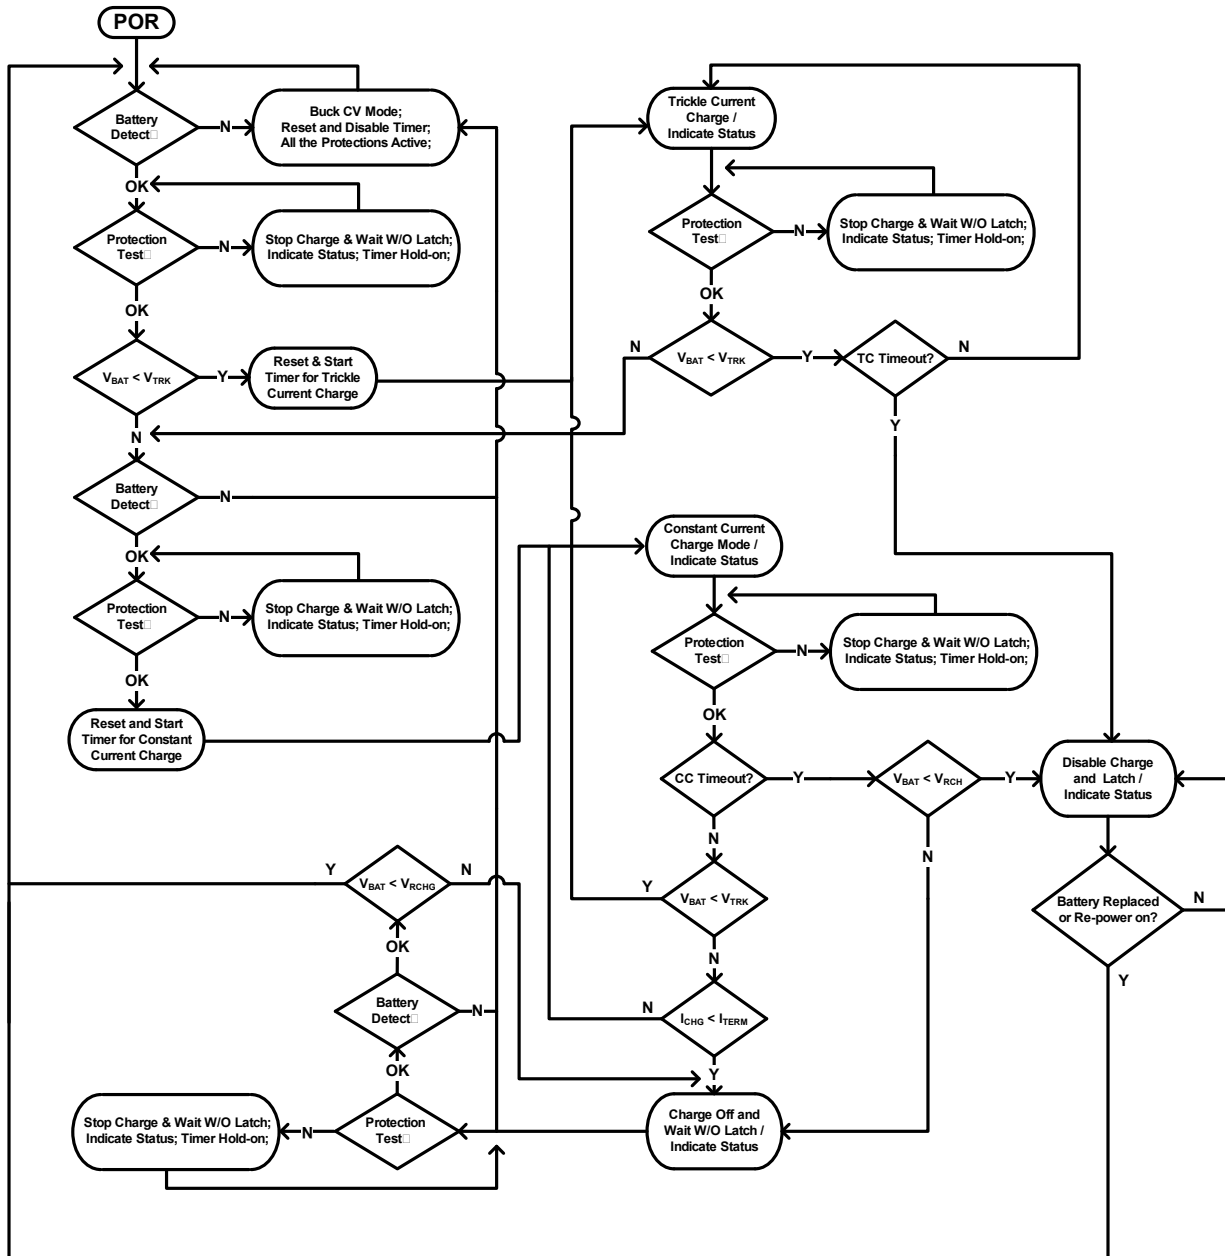 POR
Battery
Detect□
N
Buck CV Mode;
Reset and Disable Timer;
All the Protections Active;
OK
Protection
Test□
N
Stop Charge & Wait W/O Latch;
Indicate Status; Timer Hold-on;
OK
VBAT < VTRK
Y
Reset & Start
Timer for Trickle
Current Charge
N
Battery
Detect□
N
OK
Protection
Test□
N
Stop Charge & Wait W/O Latch;
Indicate Status; Timer Hold-on;
OK
Reset and Start
Timer for Constant
Current Charge
Trickle Current
Charge /
Indicate Status
Protection
Test□
N
Stop Charge & Wait W/O Latch;
Indicate Status; Timer Hold-on;
OK
N
VBAT < VTRK
Y
TC Timeout?
N
Y
Constant Current
Charge Mode /
Indicate Status
Protection
Test□
N
Stop Charge & Wait W/O Latch;
Indicate Status; Timer Hold-on;
OK
CC Timeout?
Y
VBAT < VRCH
Y
Disable Charge
and Latch /
Indicate Status
N
N
Y
VBAT < VTRK
Battery Replaced
or Re-power on?
N
Y
N
N
ICHG < ITERM
Y
Charge Off and
Wait W/O Latch /
Indicate Status
Y
VBAT < VRCHG
N
OK
Battery
Detect□
N
OK
Protection
Test□
N
Stop Charge & Wait W/O Latch;
Indicate Status; Timer Hold-on;